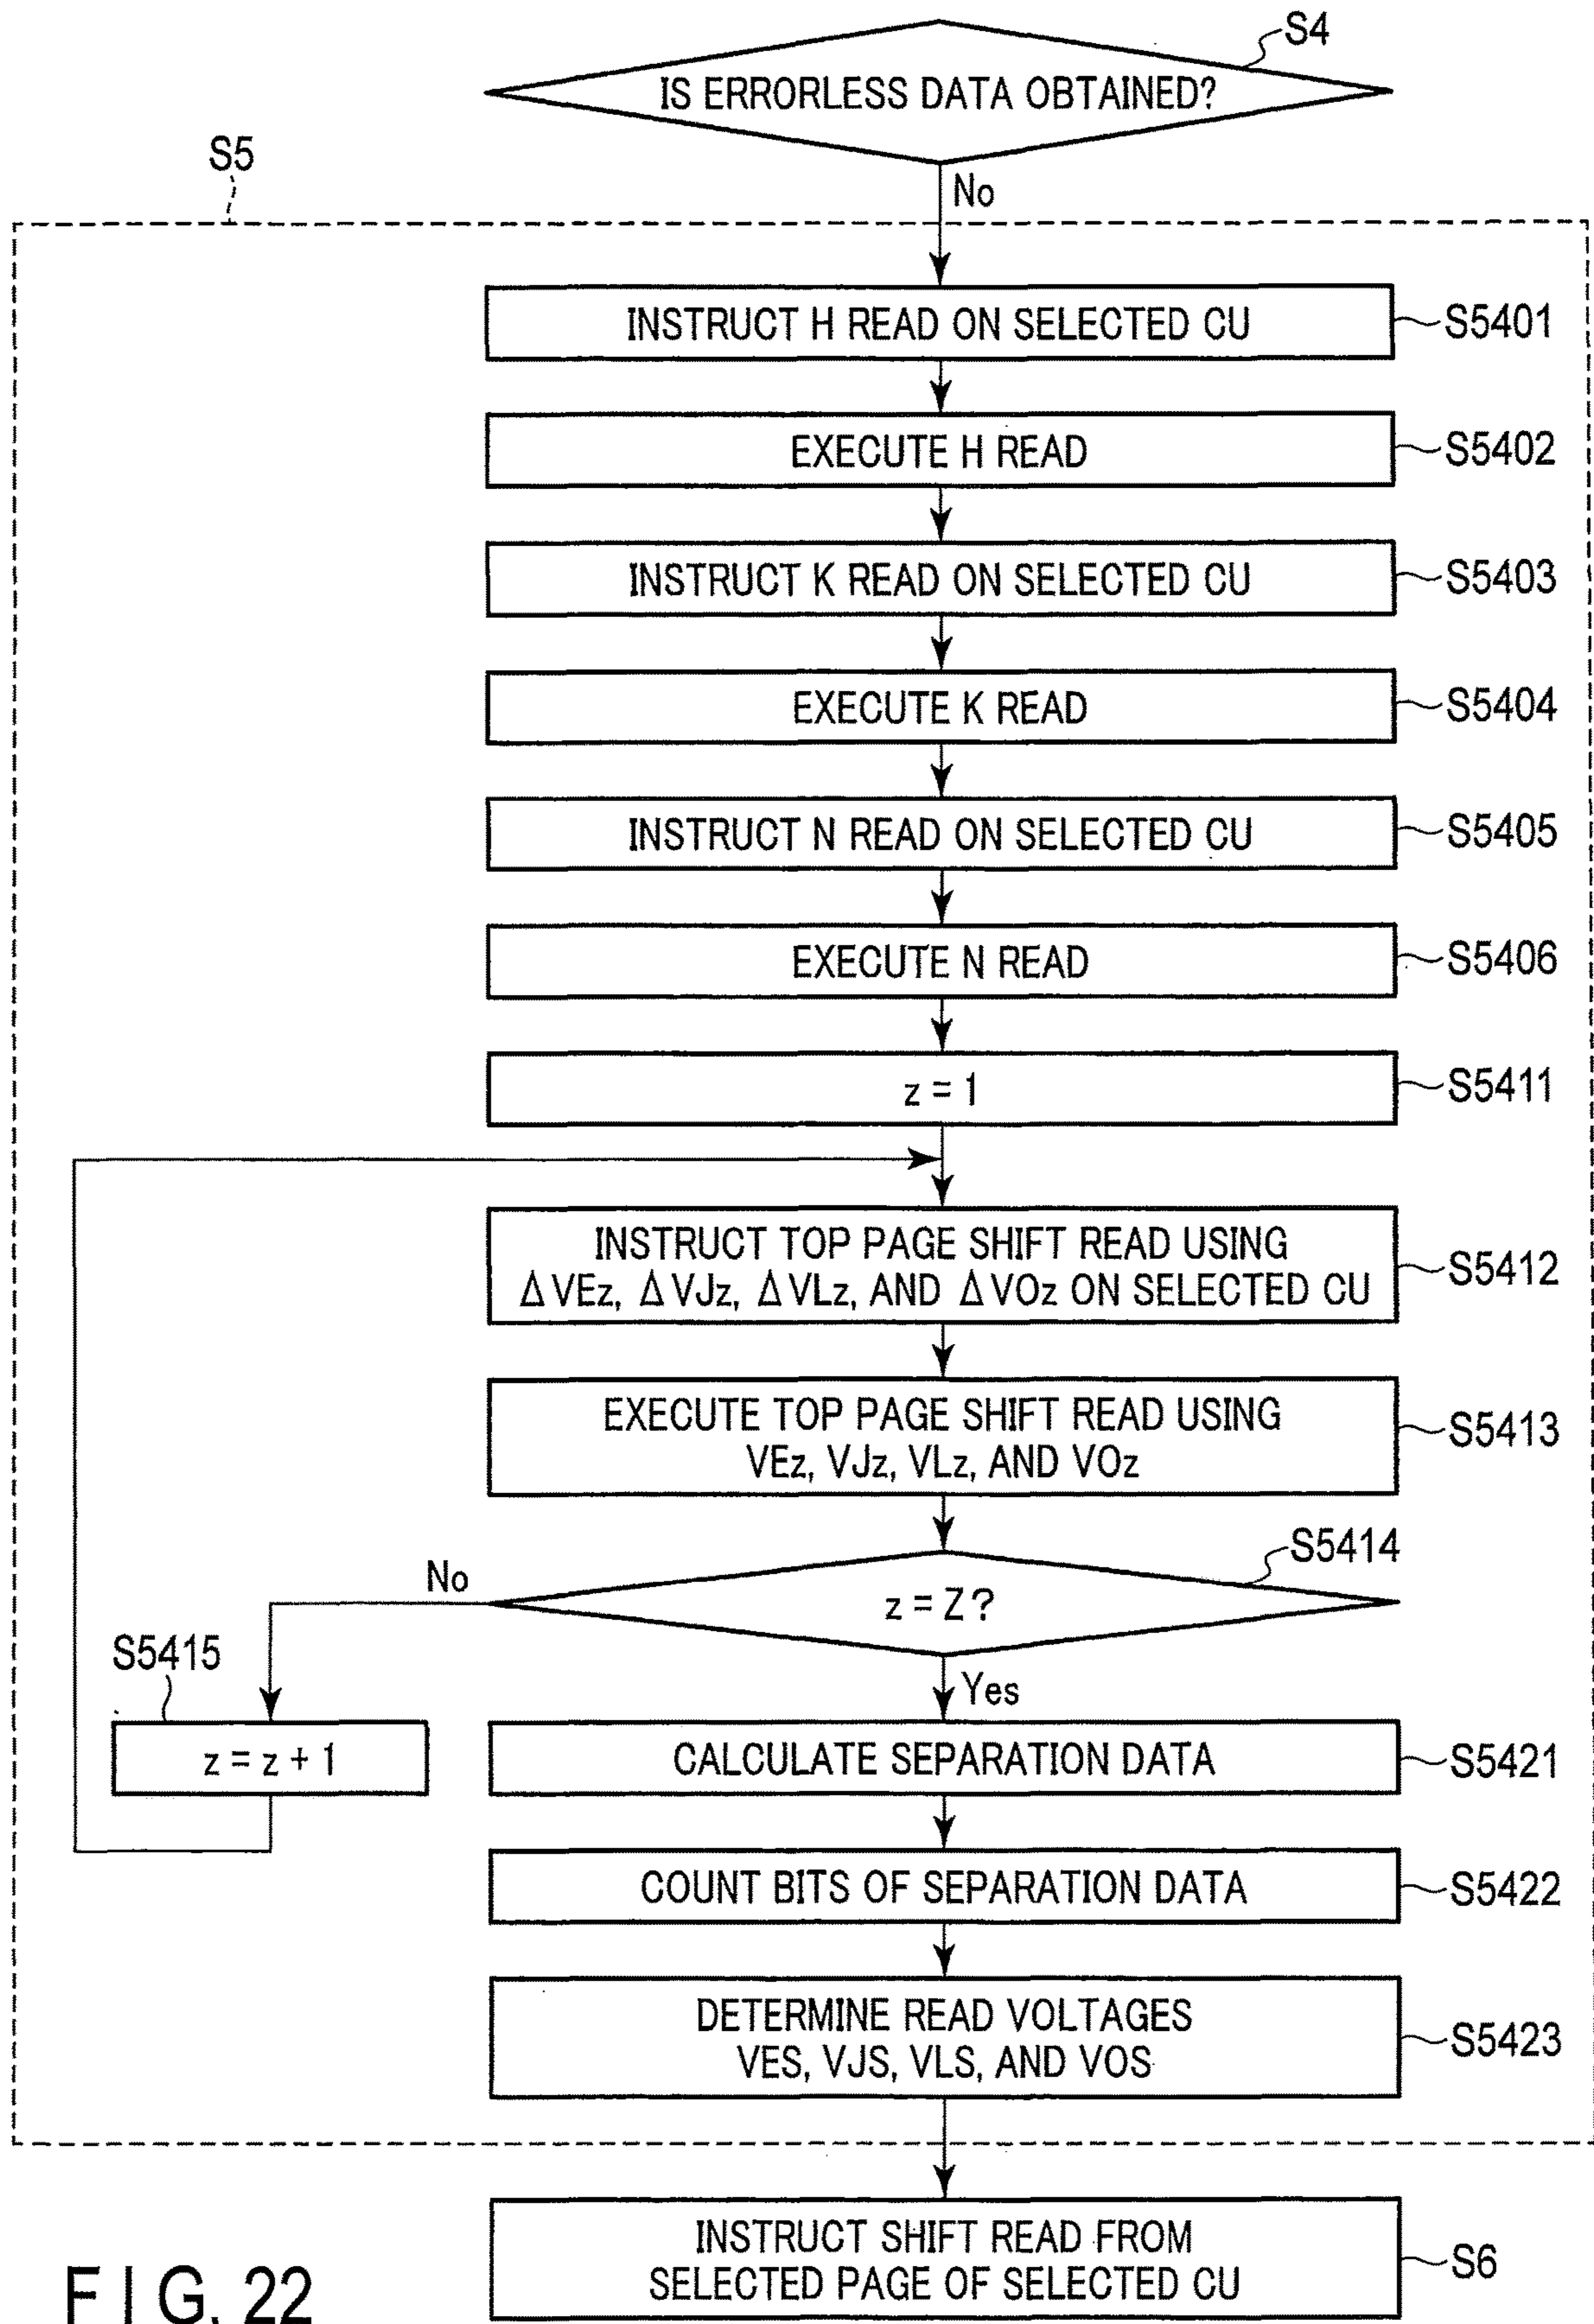 S4
IS ERRORLESS DATA OBTAINED?
S5
No
INSTRUCT H READ ON SELECTED CU
S5401
EXECUTE H READ
S5402
INSTRUCT K READ ON SELECTED CU
S5403
EXECUTE K READ
S5404
INSTRUCT N READ ON SELECTED CU
S5405
EXECUTE N READ
S5406
z = 1
S5411
INSTRUCT TOP PAGE SHIFT READ USING
ΔVEz, ΔVJz, ΔVLz, AND ΔVOz ON SELECTED CU
S5412
EXECUTE TOP PAGE SHIFT READ USING
VEz, VJz, VLz, AND VOz
S5413
S5414
No
z = Z?
S5415
Yes
z = z + 1
CALCULATE SEPARATION DATA
S5421
COUNT BITS OF SEPARATION DATA
S5422
DETERMINE READ VOLTAGES
VES, VJS, VLS, AND VOS
S5423
INSTRUCT SHIFT READ FROM
SELECTED PAGE OF SELECTED CU
S6
FIG. 22